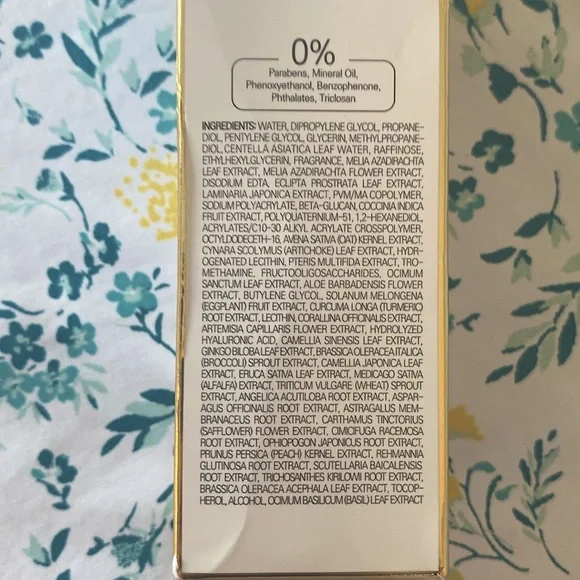 0%
Parabens, Mineral Oil,
Phenoxyethanol, Benzophenone,
Phthalates, Triclosan
INGREDIENTS: WATER, DIPROPYLENE GLYCOL, PROPANE-
DIOL, PENTYLENE GLYCOL, GLYCERIN, METHYLPROPANE-
DIOL, CENTELLA ASIATICA LEAF WATER, RAFFINOSE,
ETHYLHEXYLGLYCERIN, FRAGRANCE, MELIA AZADIRACHTA
LEAF EXTRACT, MELIA AZADIRACHTA FLOWER EXTRACT,
DISODIUM EDTA, ECLIPTA PROSTRATA LEAF EXTRACT,
LAMINARIA JAPONICA EXTRACT, PVM/MA COPOLYMER,
SODIUM POLYACRYLATE, BETA-GLUCAN, COCCINIA INDICA
FRUIT EXTRACT, POLYQUATERNIUM-51, 1,2-HEXANEDIOL,
ACRYLATES/C10-30 ALKYL ACRYLATE CROSSPOLYMER,
OCTYLDODECETH-16, AVENA SATIVA (OAT) KERNEL EXTRACT,
CYNARA SCOLYMUS (ARTICHOKE) LEAF EXTRACT, HYDR-
OGENATED LECITHIN, PTERIS MULTIFIDA EXTRACT, TRO-
METHAMINE, FRUCTOOLIGOSACCHARIDES, OCIMUM
SANCTUM LEAF EXTRACT, ALOE BARBADENSIS FLOWER
EXTRACT, BUTYLENE GLYCOL, SOLANUM MELONGENA
(EGGPLANT) FRUIT EXTRACT, CURCUMA LONGA (TURMERIC)
ROOT EXTRACT, LECITHIN, CORALLINA OFFICINALIS EXTRACT,
ARTEMISIA CAPILLARIS FLOWER EXTRACT, HYDROLYZED
HYALURONIC ACID, CAMELLIA SINENSIS LEAF EXTRACT,
GINKGO BILOBA LEAF EXTRACT, BRASSICA OLERACEA ITALICA
(BROCCOLI) SPROUT EXTRACT, CAMELLIA JAPONICA LEAF
EXTRACT, ERUCA SATIVA LEAF EXTRACT, MEDICAGO SATIVA
(ALFALFA) EXTRACT, TRITICUM VULGARE (WHEAT) SPROUT
EXTRACT, ANGELICA ACUTILOBA ROOT EXTRACT, ASPAR-
AGUS OFFICINALIS ROOT EXTRACT, ASTRAGALUS MEM-
BRANACEUS ROOT EXTRACT, CARTHAMUS TINCTORIUS
(SAFFLOWER) FLOWER EXTRACT, CIMICIFUGA RACEMOSA
ROOT EXTRACT, OPHIOPOGON JAPONICUS ROOT EXTRACT,
PRUNUS PERSICA (PEACH) KERNEL EXTRACT, REHMANNIA
GLUTINOSA ROOT EXTRACT, SCUTELLARIA BAICALENSIS
ROOT EXTRACT, TRICHOSANTHES KIRILOWII ROOT EXTRACT,
BRASSICA OLERACEA ACEPHALA LEAF EXTRACT, TOCOP-
HEROL, ALCOHOL, OCIMUM BASILICUM (BASIL) LEAF EXTRACT